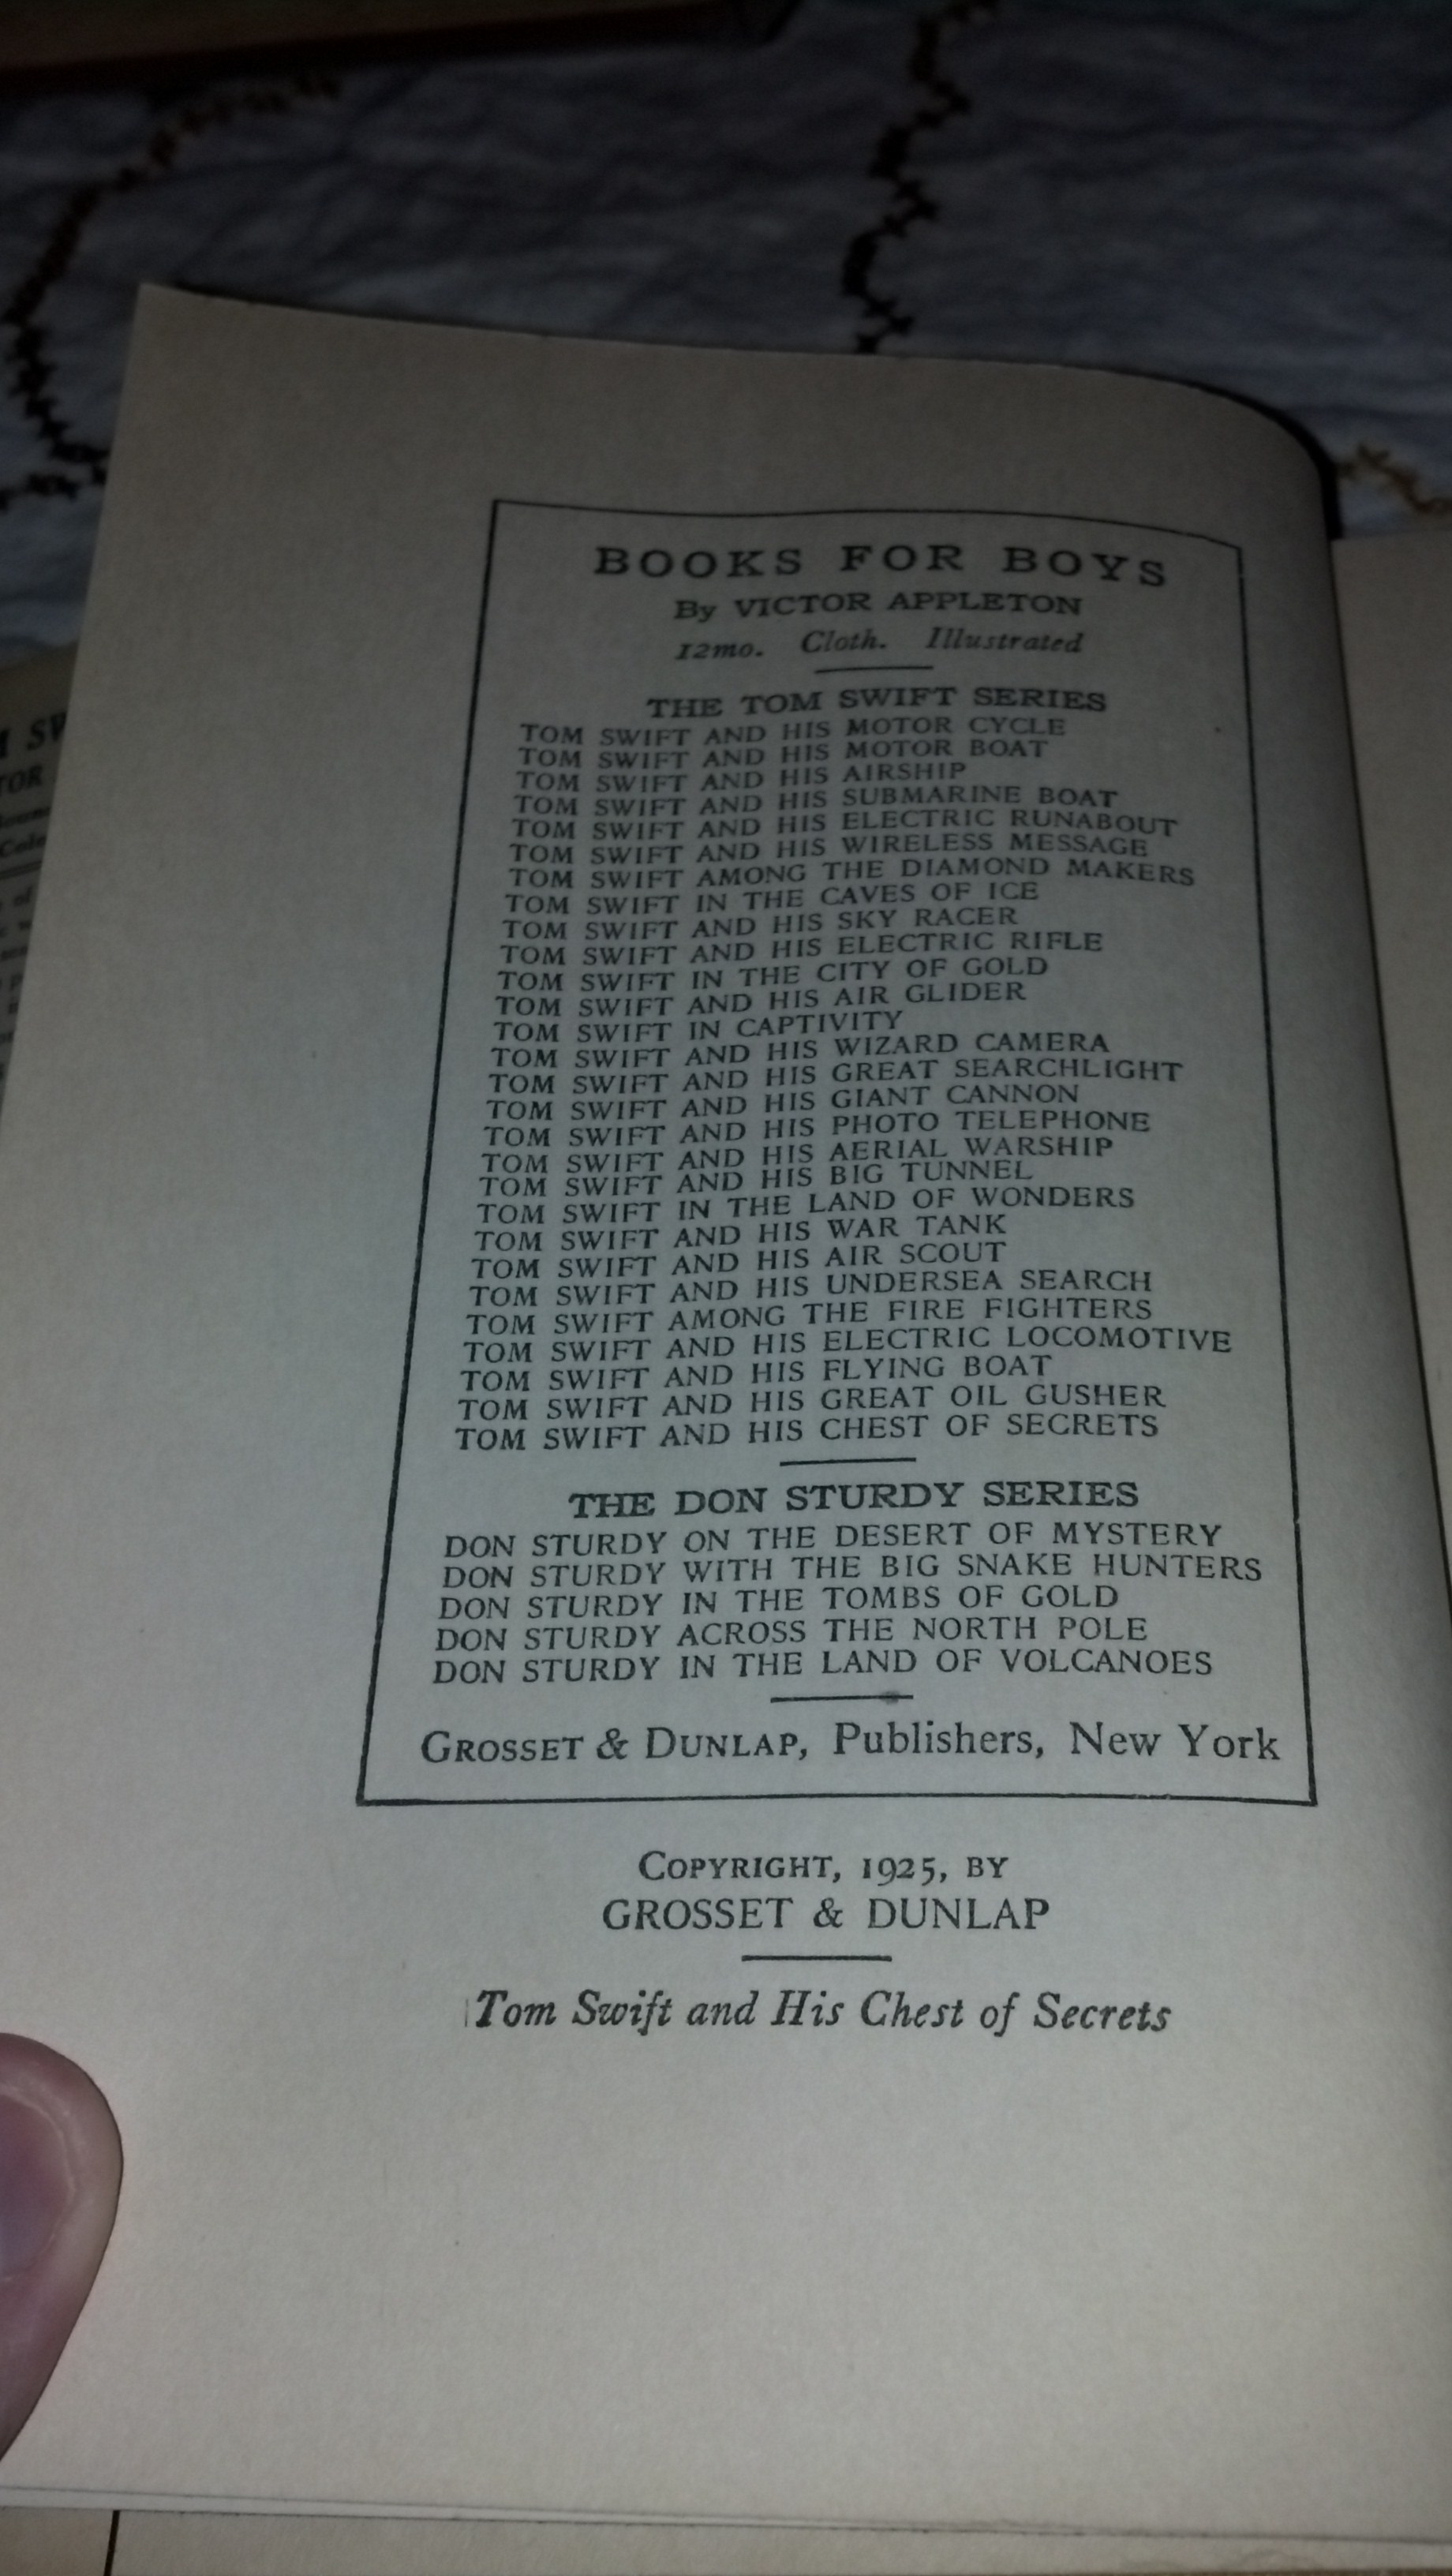 BOOKS FOR BOYS
By VICTOR APPLETON
12mo. Cloth. Illustrated
THE TOM SWIFT SERIES
TOM SWIFT AND HIS MOTOR CYCLE
TOM SWIFT AND HIS MOTOR BOAT
TOM SWIFT AND HIS AIRSHIP
TOM SWIFT AND HIS SUBMARINE BOAT
TOM SWIFT AND HIS ELECTRIC RUNABOUT
TOM SWIFT AND HIS WIRELESS MESSAGE
TOM SWIFT AMONG THE DIAMOND MAKERS
TOM SWIFT IN THE CAVES OF ICE
TOM SWIFT AND HIS SKY RACER
TOM SWIFT AND HIS ELECTRIC RIFLE
TOM SWIFT IN THE CITY OF GOLD
TOM SWIFT AND HIS AIR GLIDER
TOM SWIFT IN CAPTIVITY
TOM SWIFT AND HIS WIZARD CAMERA
TOM SWIFT AND HIS GREAT SEARCHLIGHT
TOM SWIFT AND HIS GIANT CANNON
TOM SWIFT AND HIS PHOTO TELEPHONE
TOM SWIFT AND HIS AERIAL WARSHIP
TOM SWIFT AND HIS BIG TUNNEL
TOM SWIFT IN THE LAND OF WONDERS
TOM SWIFT AND HIS WAR TANK
TOM SWIFT AND HIS AIR SCOUT
TOM SWIFT AND HIS UNDERSEA SEARCH
TOM SWIFT AMONG THE FIRE FIGHTERS
TOM SWIFT AND HIS ELECTRIC LOCOMOTIVE
TOM SWIFT AND HIS FLYING BOAT
TOM SWIFT AND HIS GREAT OIL GUSHER
TOM SWIFT AND HIS CHEST OF SECRETS
THE DON STURDY SERIES
DON STURDY ON THE DESERT OF MYSTERY
DON STURDY WITH THE BIG SNAKE HUNTERS
DON STURDY IN THE TOMBS OF GOLD
DON STURDY ACROSS THE NORTH POLE
DON STURDY IN THE LAND OF VOLCANOES
GROSSET & DUNLAP, Publishers, New York
COPYRIGHT, 1925, BY
GROSSET & DUNLAP
Tom Swift and His Chest of Secrets